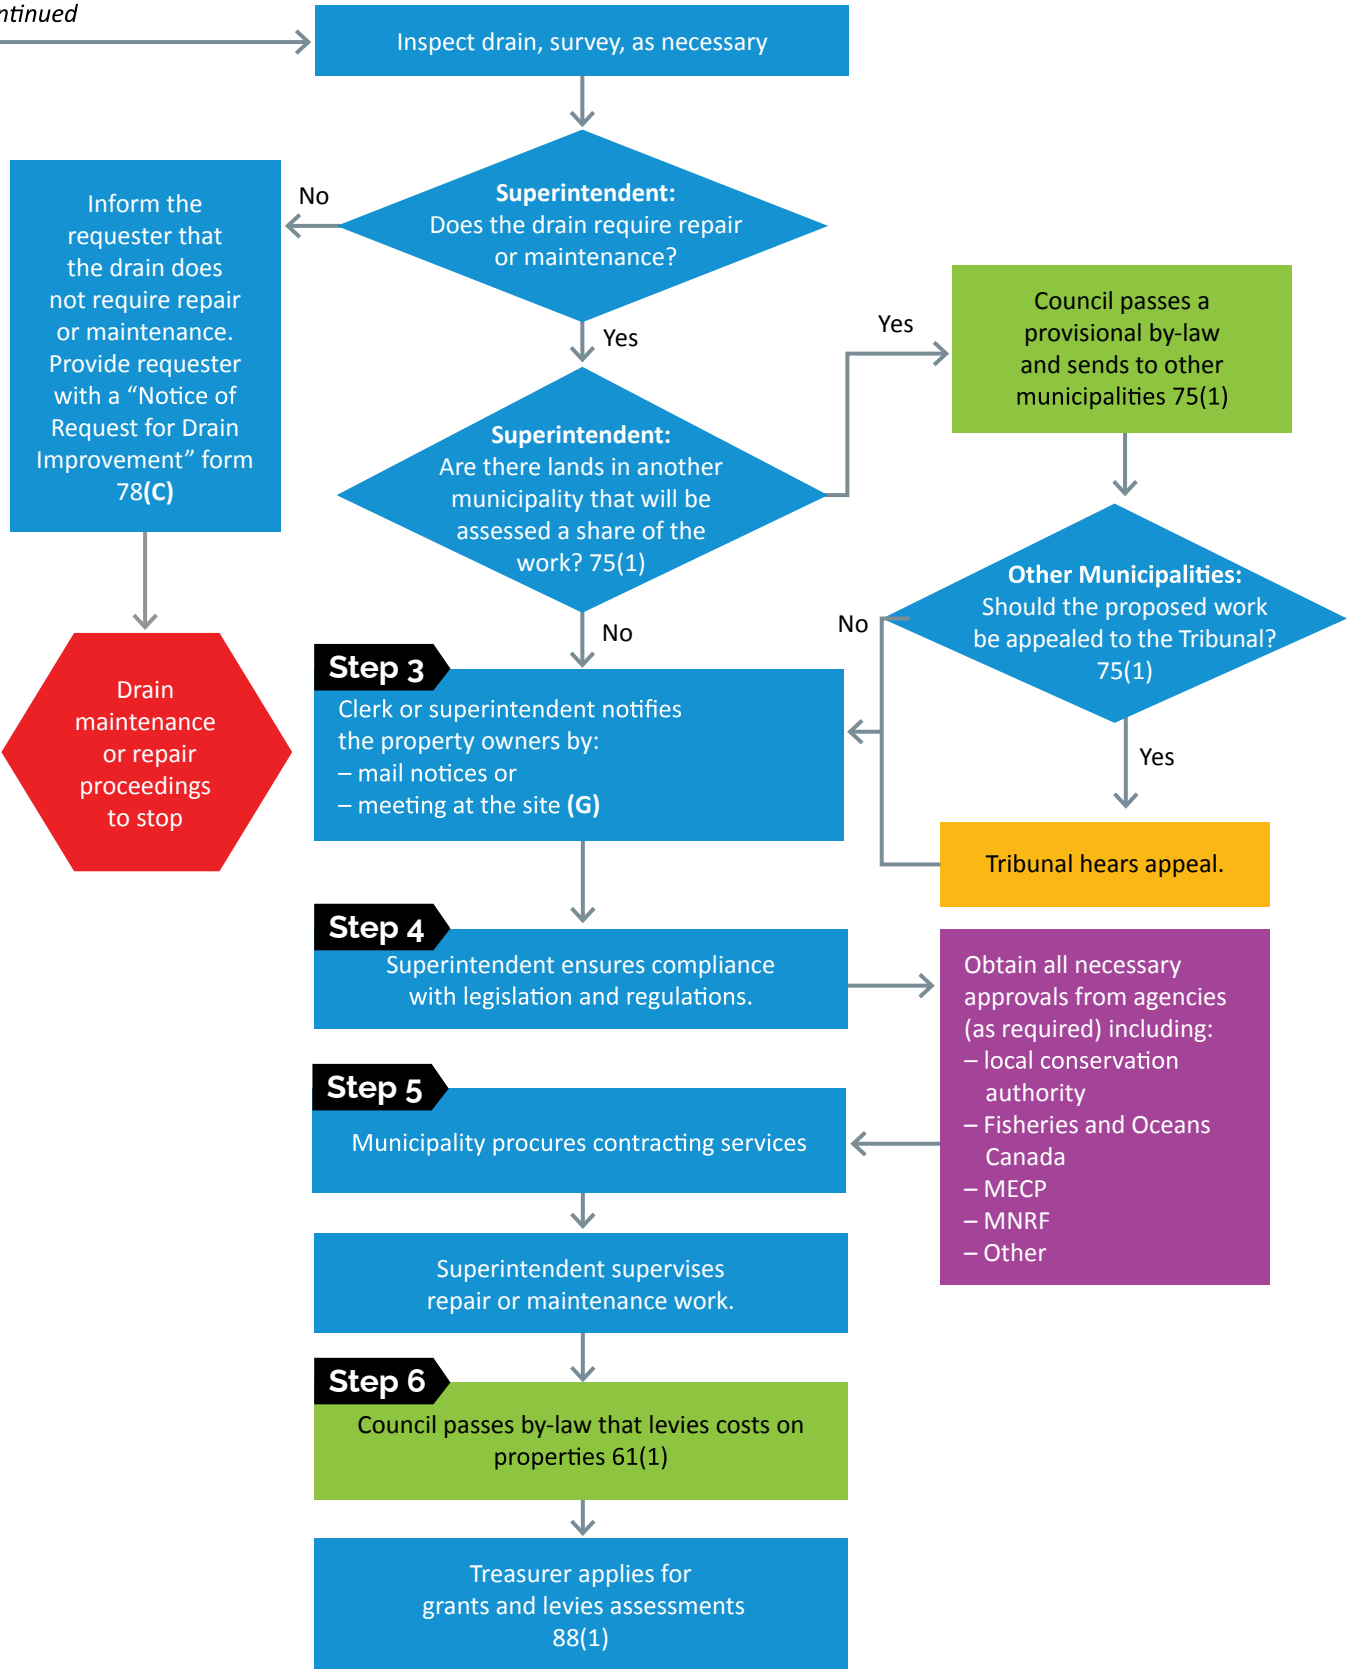 Inspect drain, survey, as necessary
Superintendent:
Does the drain require repair
or maintenance?
No
Inform the
requester that
the drain does
not require repair
or maintenance.
Provide requester
with a “Notice of
Request for Drain
Improvement” form
78(C)
Drain
maintenance
or repair
proceedings
to stop
Yes
Superintendent:
Are there lands in another
municipality that will be
assessed a share of the
work? 75(1)
Yes
Council passes a
provisional by-law
and sends to other
municipalities 75(1)
Other Municipalities:
Should the proposed work
be appealed to the Tribunal?
75(1)
No
Yes
Tribunal hears appeal.
No
Step 3
Clerk or superintendent notifies
the property owners by:
– mail notices or
– meeting at the site (G)
Step 4
Superintendent ensures compliance
with legislation and regulations.
Obtain all necessary
approvals from agencies
(as required) including:
– local conservation
authority
– Fisheries and Oceans
Canada
– MECP
– MNRF
– Other
Step 5
Municipality procures contracting services
Superintendent supervises
repair or maintenance work.
Step 6
Council passes by-law that levies costs on
properties 61(1)
Treasurer applies for
grants and levies assessments
88(1)